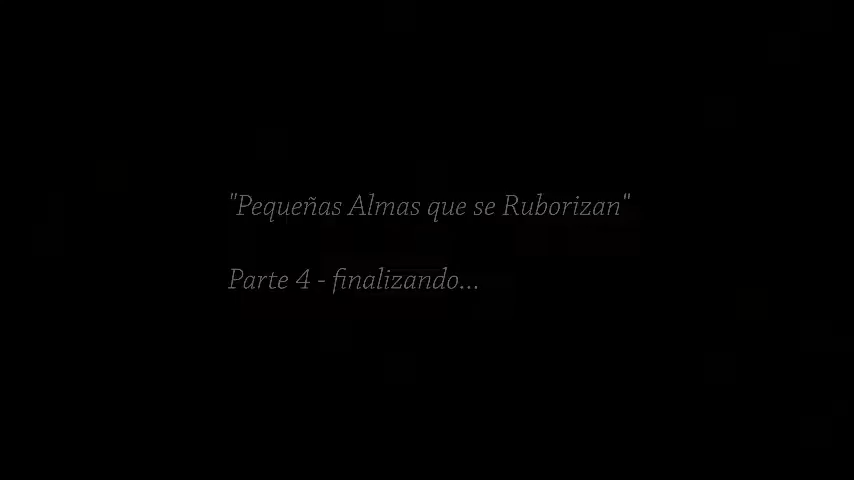 "Pequeñas Almas que se Ruborizan"
Parte 4 - finalizando...